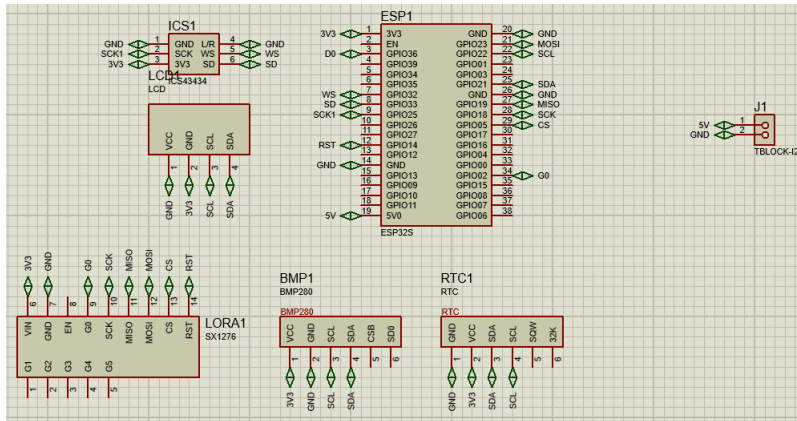 ICS1
GND 1 GND L/R 4 GND
SCK1 2 SCK WS 5 WS
3V3 3 3V3 SD 6 SD
ICS43434
LCD1
LCD
VCC GND SCL SDA
1 2 3 4
GND 3V3 SCL SDA
ESP1
3V3 1 3V3 GND 20 GND
2 EN GPIO23 21 MOSI
D0 3 GPIO36 GPIO22 22 SCL
4 GPIO39 GPIO01 23
5 GPIO34 GPIO03 24
6 GPIO35 GPIO21 25 SDA
WS 7 GPIO32 GND 26 GND
SD 8 GPIO33 GPIO19 27 MISO
SCK1 9 GPIO25 GPIO18 28 SCK
10 GPIO26 GPIO05 29 CS
11 GPIO27 GPIO17 30
RST 12 GPIO14 GPIO16 31
13 GPIO12 GPIO04 32
GND 14 GND GPIO00 33
15 GPIO13 GPIO02 34 G0
16 GPIO09 GPIO15 35
17 GPIO10 GPIO08 36
18 GPIO11 GPIO07 37
5V 19 5V0 GPIO06 38
ESP32S
J1
5V 1
GND 2
TBLOCK-I2
3V3 GND G0 SCK MISO MOSI CS RST
6 7 8 9 10 11 12 13 14
VIN GND EN G0 SCK MISO MOSI CS RST
LORA1
SX1276
G1 G2 G3 G4 G5
1 2 3 4 5
BMP1
BMP280
BMP280
VCC GND SCL SDA CSB SD0
1 2 3 4 5 6
3V3 GND SCL SDA
RTC1
RTC
RTC
GND VCC SDA SCL SQW 32K
1 2 3 4 5 6
GND 3V3 SDA SCL